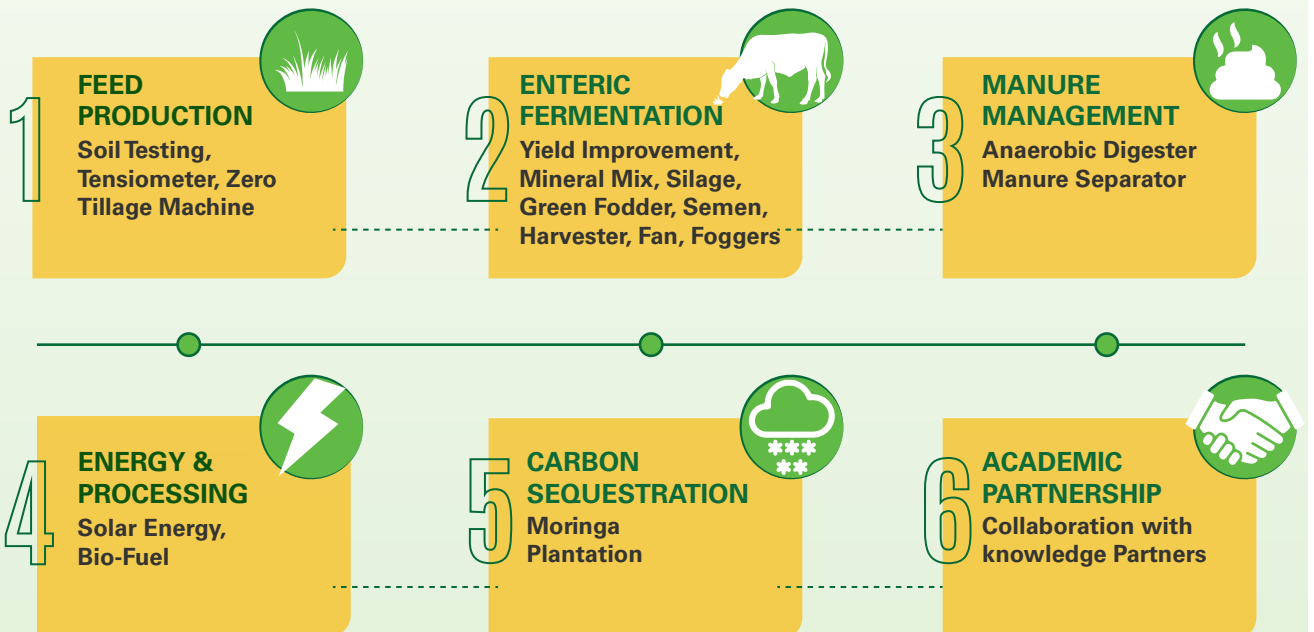 1
FEED
PRODUCTION
Soil Testing,
Tensiometer, Zero
Tillage Machine
2
ENTERIC
FERMENTATION
Yield Improvement,
Mineral Mix, Silage,
Green Fodder, Semen,
Harvester, Fan, Foggers
3
MANURE
MANAGEMENT
Anaerobic Digester
Manure Separator
4
ENERGY &
PROCESSING
Solar Energy,
Bio-Fuel
5
CARBON
SEQUESTRATION
Moringa
Plantation
6
ACADEMIC
PARTNERSHIP
Collaboration with
knowledge Partners